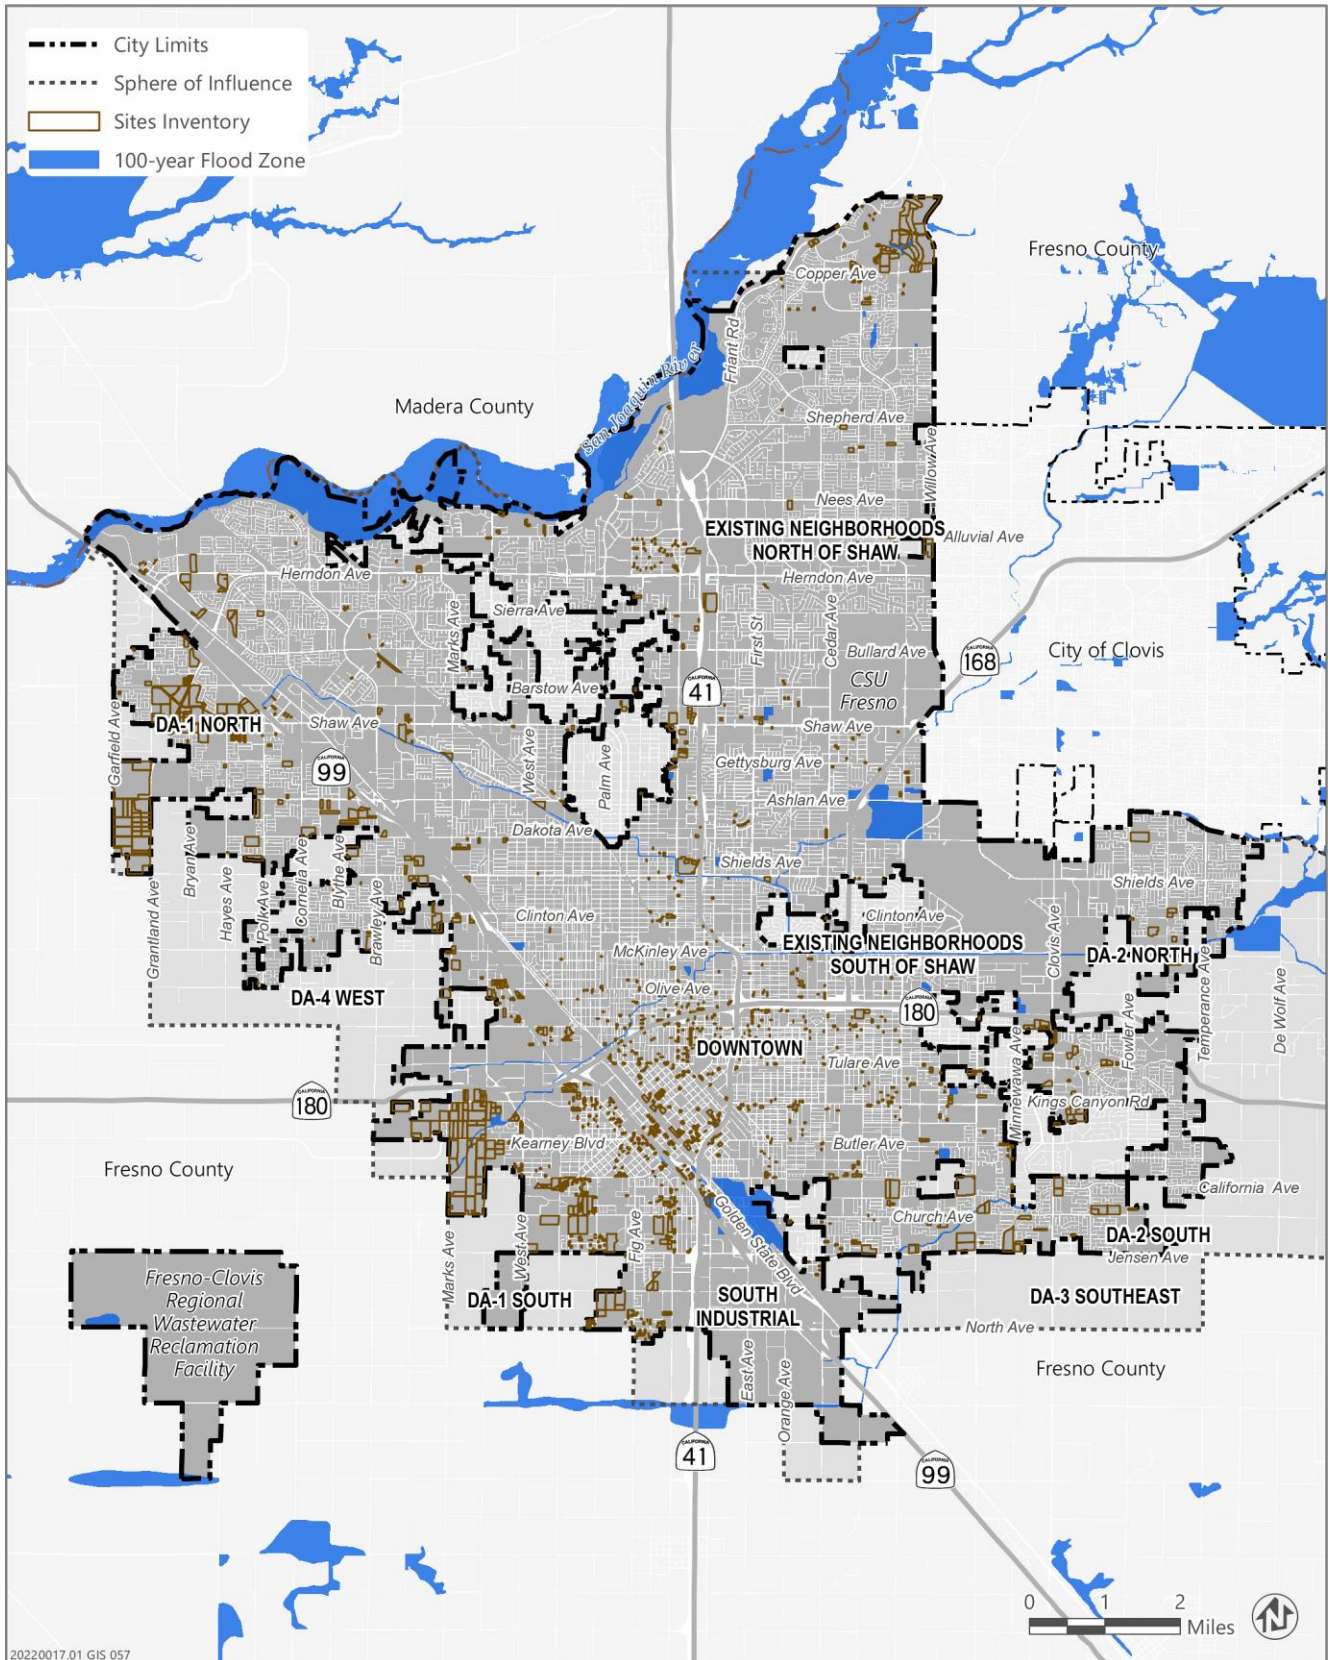 City Limits
Sphere of Influence
Sites Inventory
100-year Flood Zone
Fresno County
Copper Ave
Friant Rd
San Joaquin River
Madera County
Shepherd Ave
Willow Ave
Nees Ave
EXISTING NEIGHBORHOODS
NORTH OF SHAW
Alluvial Ave
Herndon Ave
Herndon Ave
Sierra Ave
Marks Ave
First St
Cedar Ave
Bullard Ave
CALIFORNIA
168
City of Clovis
CSU
Fresno
Barstow Ave
CALIFORNIA
41
DA-1 NORTH
Shaw Ave
Shaw Ave
Garfield Ave
West Ave
Palm Ave
Gettysburg Ave
CALIFORNIA
99
Ashlan Ave
Dakota Ave
Shields Ave
Shields Ave
Bryan Ave
Hayes Ave
Polk Ave
Cornelia Ave
Blythe Ave
Brawley Ave
Grantland Ave
Clinton Ave
Clinton Ave
McKinley Ave
EXISTING NEIGHBORHOODS
SOUTH OF SHAW
Clovis Ave
DA-2 NORTH
Temperance Ave
De Wolf Ave
DA-4 WEST
Olive Ave
CALIFORNIA
180
Fowler Ave
DOWNTOWN
Tulare Ave
Minnewawa Ave
Kings Canyon Rd
CALIFORNIA
180
Kearney Blvd
Butler Ave
Fresno County
California Ave
Church Ave
Golden State Blvd
Fig Ave
West Ave
Marks Ave
DA-2 SOUTH
Jensen Ave
Fresno-Clovis
Regional
Wastewater
Reclamation
Facility
DA-1 SOUTH
SOUTH
INDUSTRIAL
DA-3 SOUTHEAST
North Ave
East Ave
Orange Ave
Fresno County
CALIFORNIA
41
CALIFORNIA
99
0 1 2
Miles
N
20220017.01 GIS 057